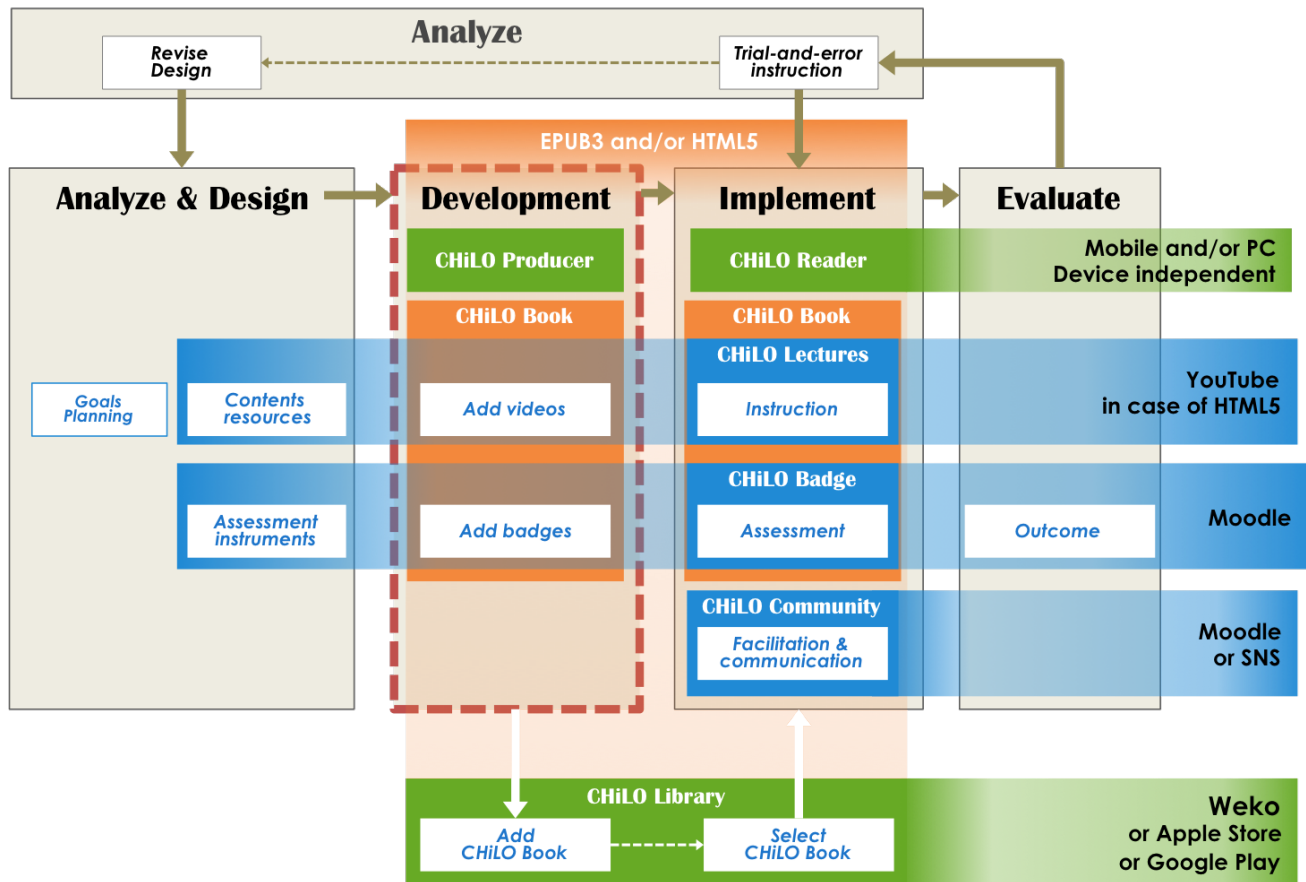 Analyze
Revise
Design
Trial-and-error
instruction
EPUB3 and/or HTML5
Analyze & Design
Development
Implement
Evaluate
CHiLO Producer
CHiLO Reader
Mobile and/or PC
Device independent
CHiLO Book
CHiLO Book
CHiLO Lectures
Goals
Planning
Contents
resources
Add videos
Instruction
YouTube
in case of HTML5
CHiLO Badge
Assessment
instruments
Add badges
Assessment
Outcome
Moodle
CHiLO Community
Facilitation &
communication
Moodle
or SNS
CHiLO Library
Add
CHiLO Book
Select
CHiLO Book
Weko
or Apple Store
or Google Play